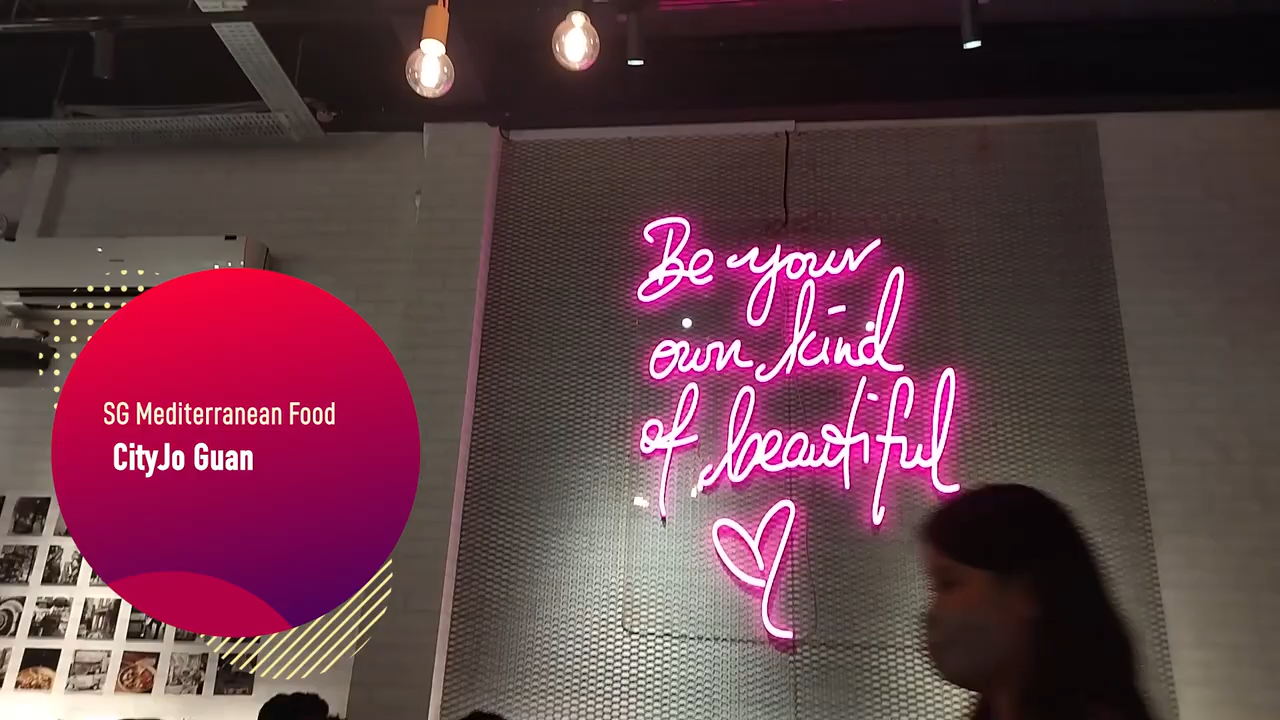 SG Mediterranean Food
CityJo Guan
Be your
own kind
of beautiful